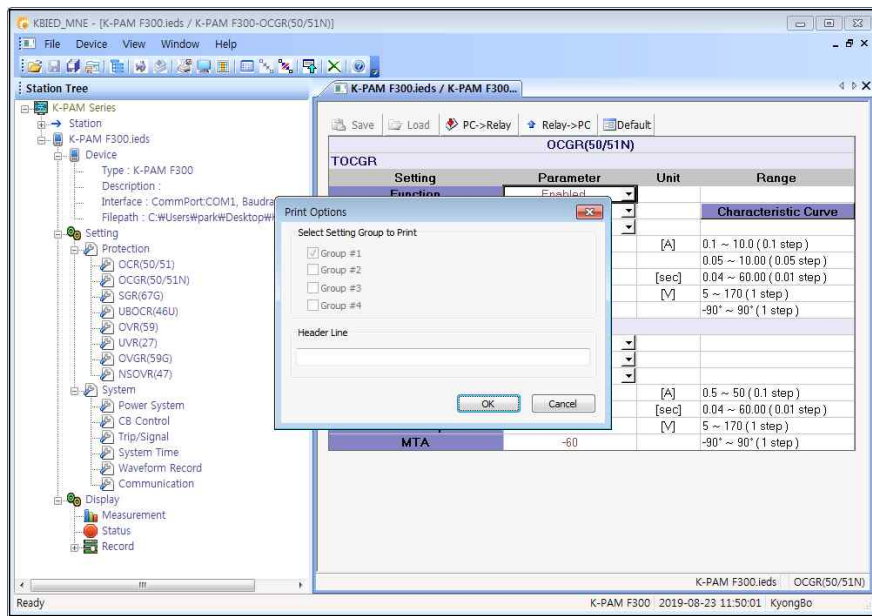 KBIED_MNE - [K-PAM F300.ieds / K-PAM F300-OCGR(50/51N)]
File Device View Window Help
Station Tree
K-PAM Series
Station
K-PAM F300.ieds
Device
Type : K-PAM F300
Description :
Interface : CommPort:COM1, Baudra
Filepath : C:₩Users₩park₩Desktop₩
Setting
Protection
OCR(50/51)
OCGR(50/51N)
SGR(67G)
UBOCR(46U)
OVR(59)
UVR(27)
OVGR(59G)
NSOVR(47)
System
Power System
CB Control
Trip/Signal
System Time
Waveform Record
Communication
Display
Measurement
Status
Record
K-PAM F300.ieds / K-PAM F300...
Save Load PC->Relay Relay->PC Default
OCGR(50/51N)
TOCGR
Setting Parameter Unit Range
Function Enabled
Characteristic Curve
[A] 0.1 ~ 10.0 ( 0.1 step )
0.05 ~ 10.00 ( 0.05 step )
[sec] 0.04 ~ 60.00 ( 0.01 step )
[V] 5 ~ 170 ( 1 step )
-90° ~ 90° ( 1 step )
[A] 0.5 ~ 50 ( 0.1 step )
[sec] 0.04 ~ 60.00 ( 0.01 step )
[V] 5 ~ 170 ( 1 step )
MTA -60 -90° ~ 90° ( 1 step )
Print Options
Select Setting Group to Print
Group #1
Group #2
Group #3
Group #4
Header Line
OK Cancel
K-PAM F300.ieds OCGR(50/51N)
Ready K-PAM F300 2019-08-23 11:50:01 KyongBo